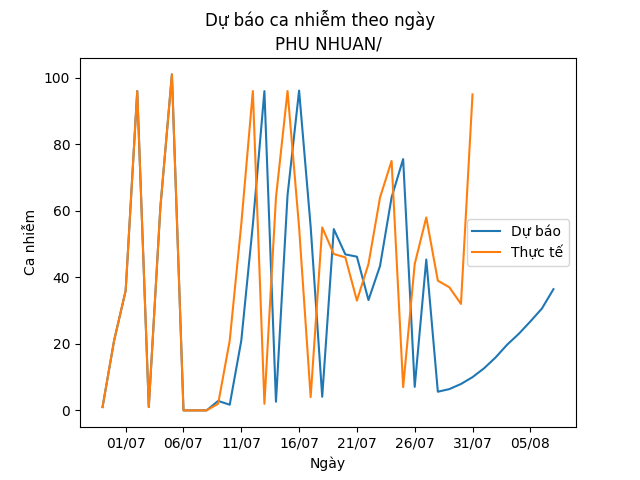 Dự báo ca nhiễm theo ngày
PHU NHUAN/
Ca nhiễm
100
80
60
40
20
0
Dự báo
Thực tế
01/07 06/07 11/07 16/07 21/07 26/07 31/07 05/08
Ngày